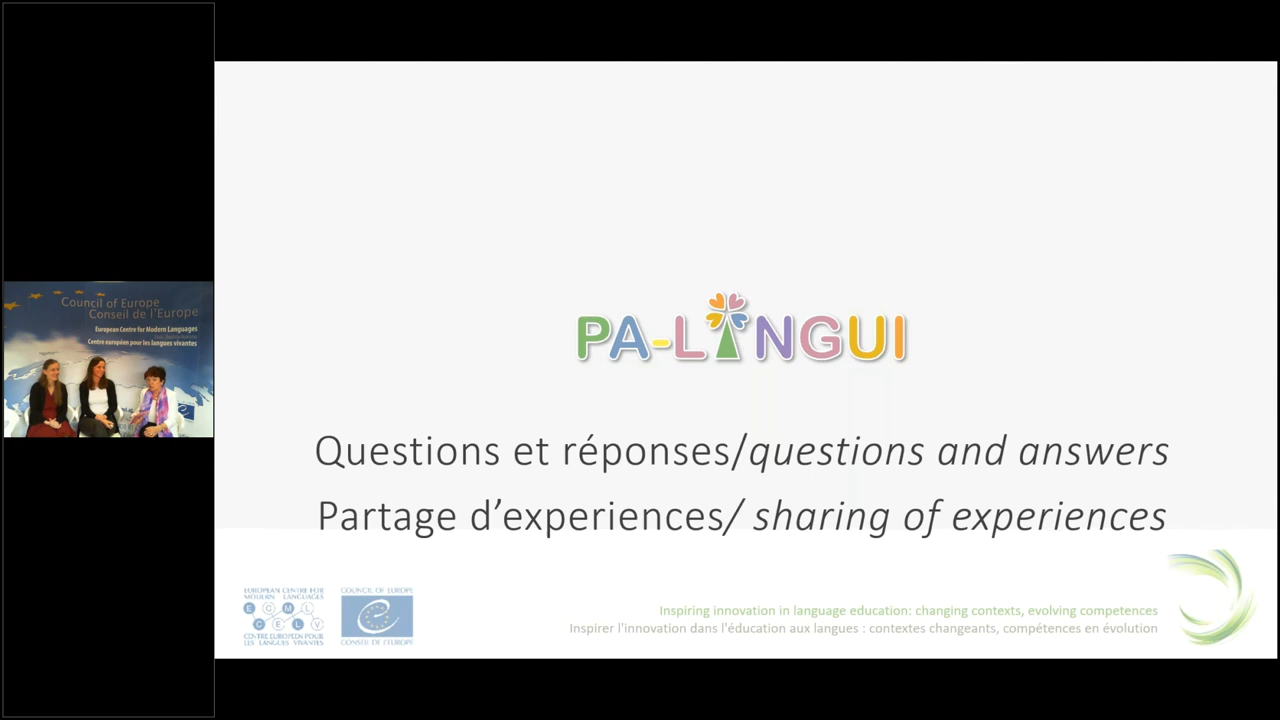 Council of Europe
Conseil de l'Europe
European Centre for Modern Languages
Centre européen pour les langues vivantes
PA-LINGUI
Questions et réponses/questions and answers
Partage d’experiences/ sharing of experiences
EUROPEAN CENTRE FOR
MODERN LANGUAGES
E C M L
C E L V
CENTRE EUROPEEN POUR
LES LANGUES VIVANTES
COUNCIL OF EUROPE
CONSEIL DE L'EUROPE
Inspiring innovation in language education: changing contexts, evolving competences
Inspirer l'innovation dans l'éducation aux langues : contextes changeants, compétences en évolution